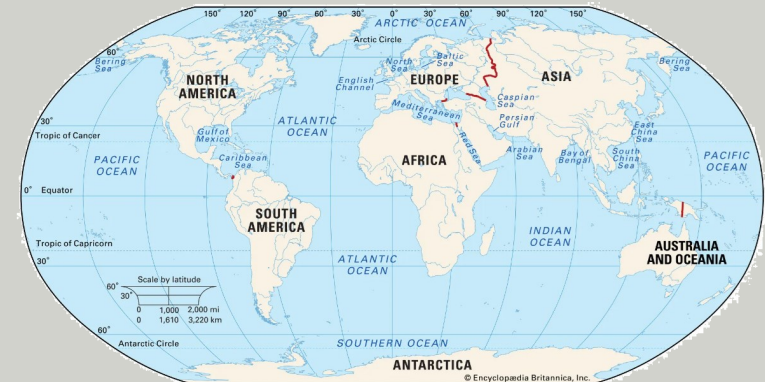 150° 120° 90° 60° 30° 0° 30° 60° 90° 120° 150°
ARCTIC OCEAN
Arctic Circle
60°
Bering
Sea
North
Sea
Baltic
Sea
Bering
Sea
NORTH
AMERICA
English
Channel
EUROPE
ASIA
Caspian
Sea
Mediterranean
Sea
30°
ATLANTIC
OCEAN
Persian
Gulf
Tropic of Cancer
Gulf of
Mexico
East
China
Sea
Red Sea
Arabian
Sea
Bay of
Bengal
South
China
Sea
PACIFIC
OCEAN
Caribbean
Sea
AFRICA
PACIFIC
OCEAN
0° Equator
SOUTH
AMERICA
INDIAN
OCEAN
Tropic of Capricorn
AUSTRALIA
AND OCEANIA
30°
ATLANTIC
OCEAN
Scale by latitude
60°
30°
0 1,000 2,000 mi
0 1,610 3,220 km
60°
Antarctic Circle
SOUTHERN OCEAN
ANTARCTICA
© Encyclopædia Britannica, Inc.